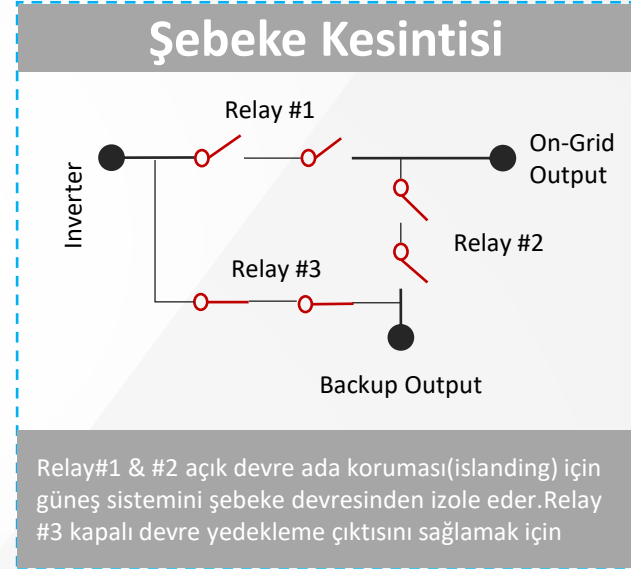 Şebeke Kesintisi
Relay #1
On-Grid
Output
Inverter
Relay #2
Relay #3
Backup Output
Relay#1 & #2 açık devre ada koruması(islanding) için
güneş sistemini şebeke devresinden izole eder.Relay
#3 kapalı devre yedekleme çıktısını sağlamak için